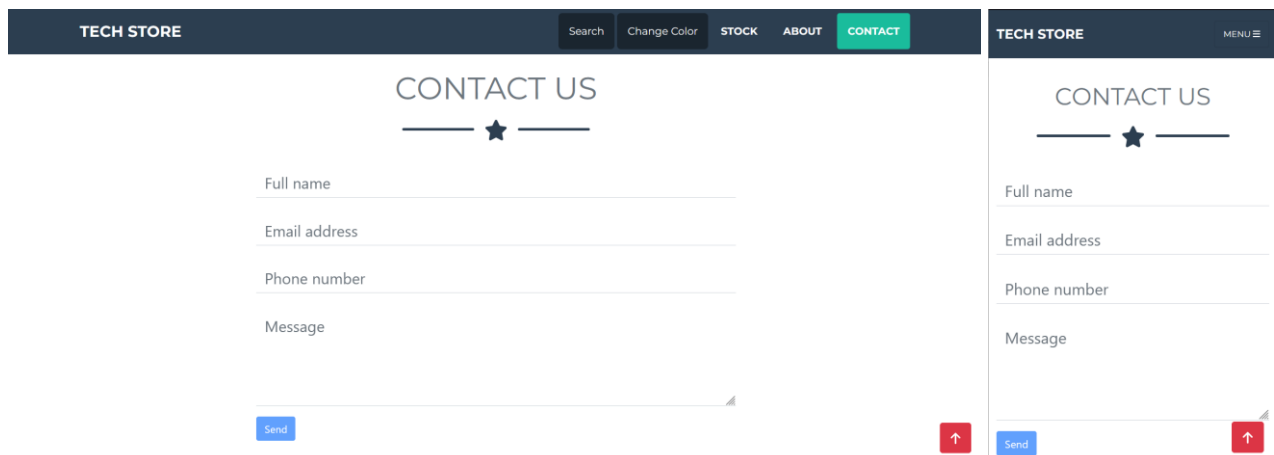 TECH STORE Search Change Color STOCK ABOUT CONTACT
CONTACT US
Full name
Email address
Phone number
Message
Send
TECH STORE MENU
CONTACT US
Full name
Email address
Phone number
Message
Send